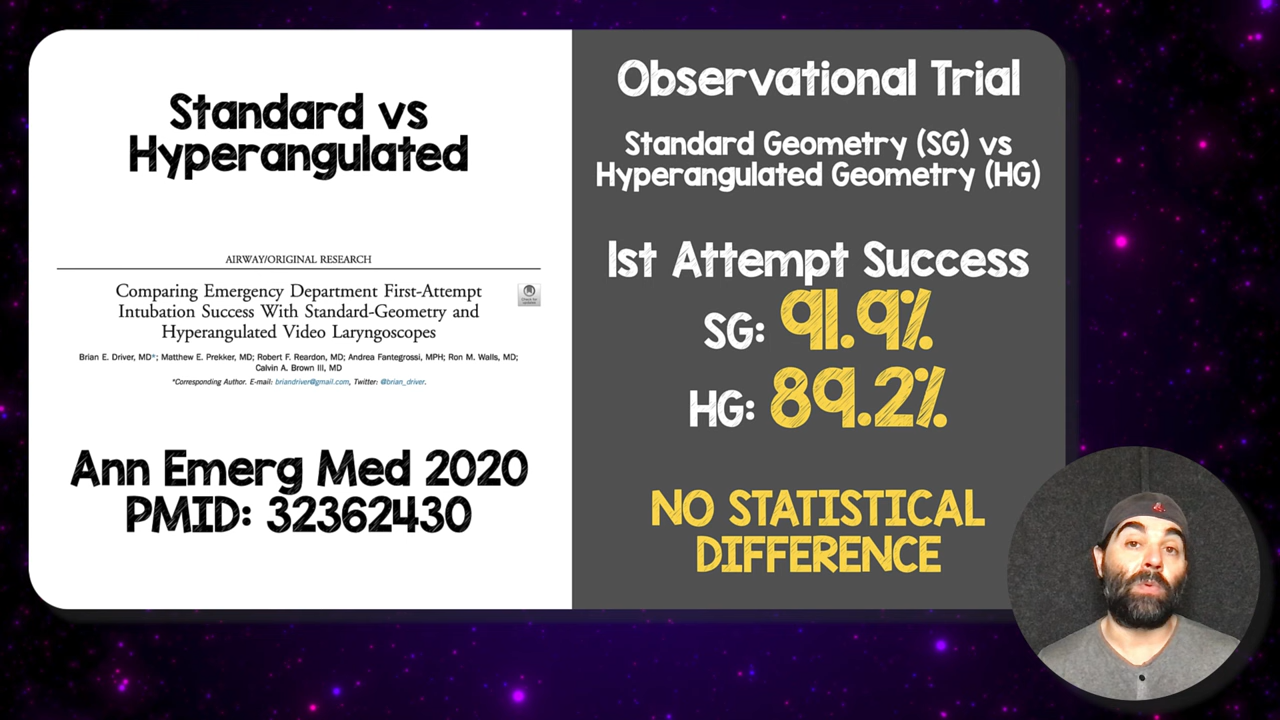 Standard vs
Hyperangulated
AIRWAY/ORIGINAL RESEARCH
Comparing Emergency Department First-Attempt
Intubation Success With Standard-Geometry and
Hyperangulated Video Laryngoscopes
Brian E. Driver, MD*; Matthew E. Prekker, MD; Robert F. Reardon, MD; Andrea Fantegrossi, MPH; Ron M. Walls, MD;
Calvin A. Brown III, MD
*Corresponding Author. E-mail: briandriver@gmail.com, Twitter: @brian_driver.
Ann Emerg Med 2020
PMID: 32362430
Observational Trial
Standard Geometry (SG) vs
Hyperangulated Geometry (HG)
1st Attempt Success
SG: 91.9%
HG: 89.2%
NO STATISTICAL
DIFFERENCE